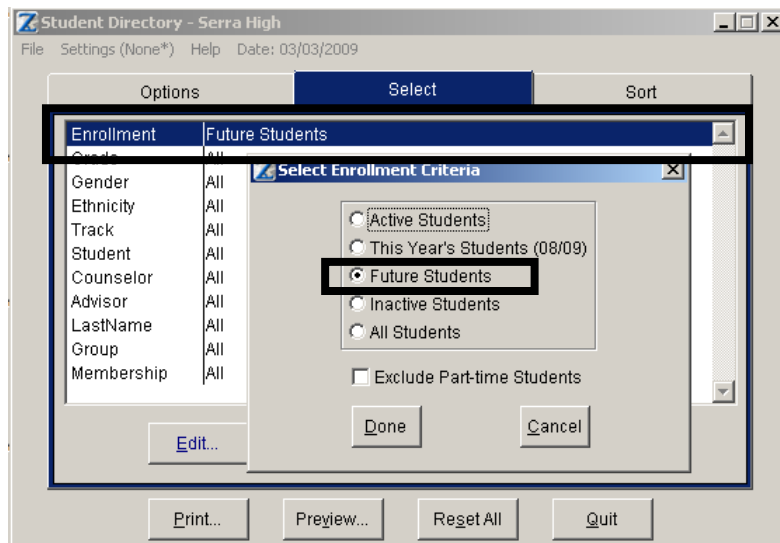 Student Directory - Serra High
File Settings (None*) Help Date: 03/03/2009
Options Select Sort
Enrollment Future Students
Grade All
Gender All
Ethnicity All
Track All
Student All
Counselor All
Advisor All
LastName All
Group All
Membership All
Edit...
Select Enrollment Criteria
Active Students
This Year's Students (08/09)
Future Students
Inactive Students
All Students
Exclude Part-time Students
Done Cancel
Print... Preview... Reset All Quit